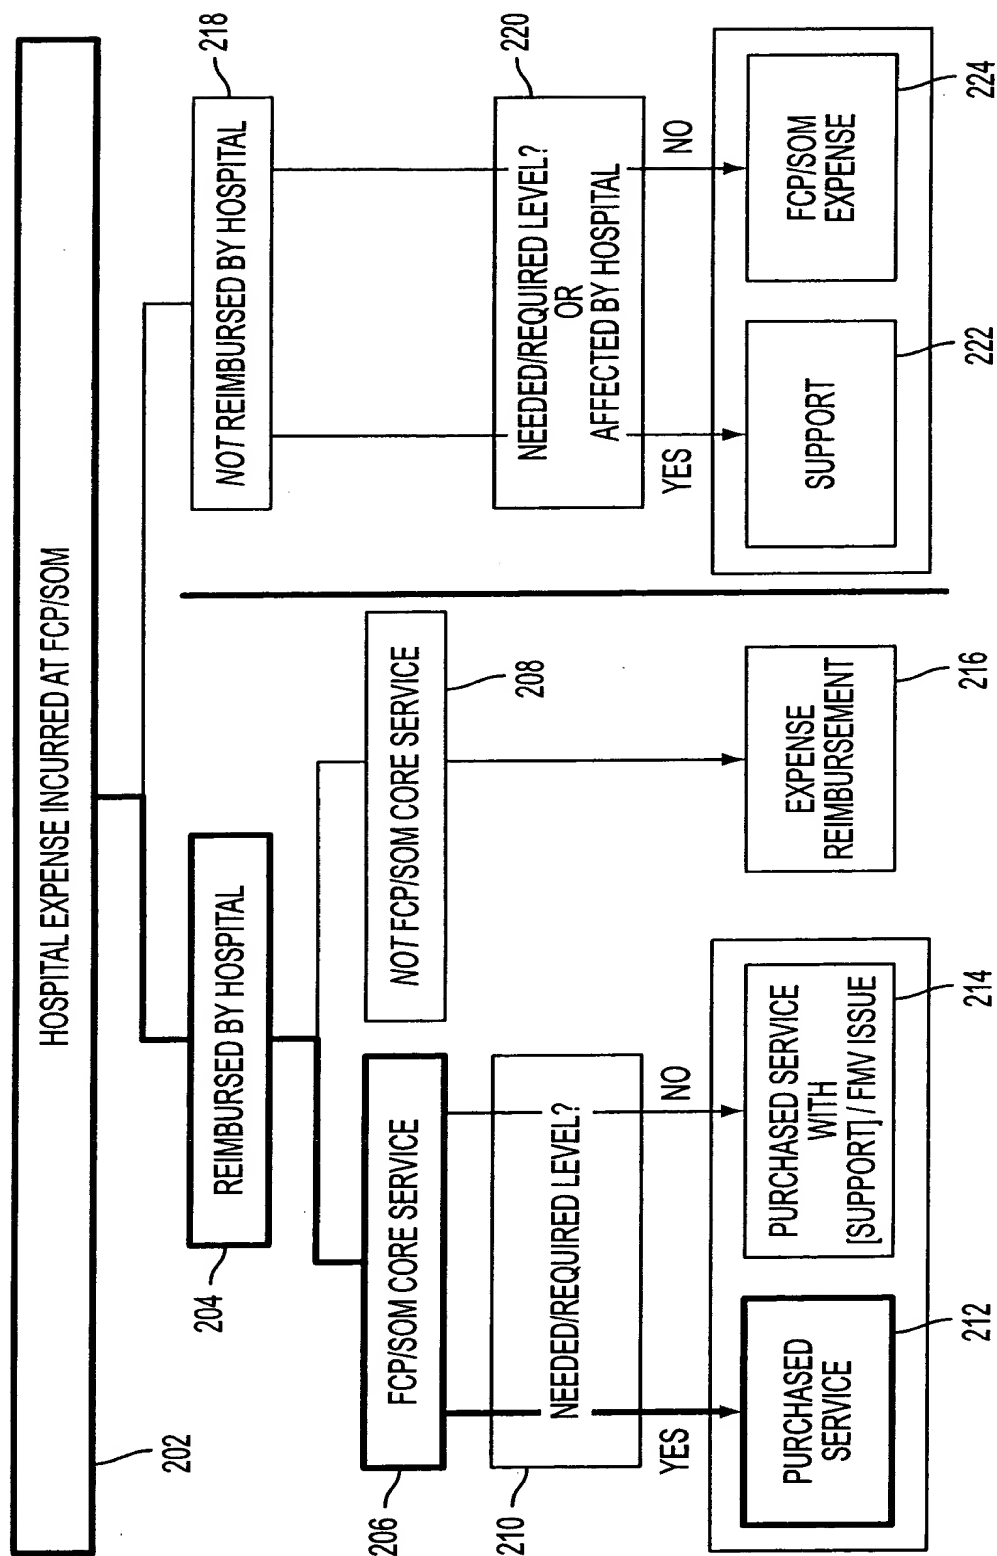 HOSPITAL EXPENSE INCURRED AT FCP/SOM
202
REIMBURSED BY HOSPITAL
204
NOT REIMBURSED BY HOSPITAL
218
FCP/SOM CORE SERVICE
206
NOT FCP/SOM CORE SERVICE
208
NEEDED/REQUIRED LEVEL?
210
NEEDED/REQUIRED LEVEL?
OR
AFFECTED BY HOSPITAL
220
YES
NO
YES
NO
PURCHASED
SERVICE
212
PURCHASED SERVICE
WITH
[SUPPORT] / FMV ISSUE
214
EXPENSE
REIMBURSEMENT
216
SUPPORT
222
FCP/SOM
EXPENSE
224